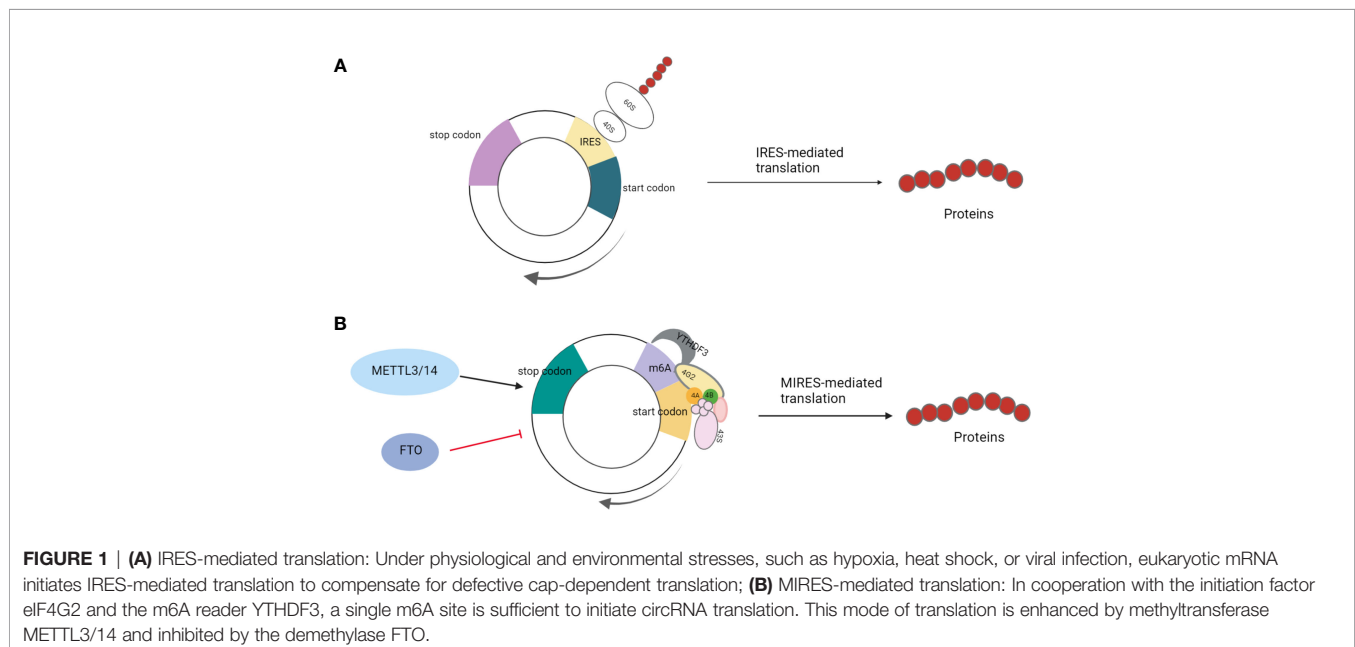 A
60S
40S
stop codon
IRES
start codon
IRES-mediated
translation
Proteins
B
METTL3/14
FTO
stop codon
m6A
start codon
YTHDF3
4G2
4A
4B
43S
MIRES-mediated
translation
Proteins
FIGURE 1 | (A) IRES-mediated translation: Under physiological and environmental stresses, such as hypoxia, heat shock, or viral infection, eukaryotic mRNA
initiates IRES-mediated translation to compensate for defective cap-dependent translation; (B) MIRES-mediated translation: In cooperation with the initiation factor
eIF4G2 and the m6A reader YTHDF3, a single m6A site is sufficient to initiate circRNA translation. This mode of translation is enhanced by methyltransferase
METTL3/14 and inhibited by the demethylase FTO.